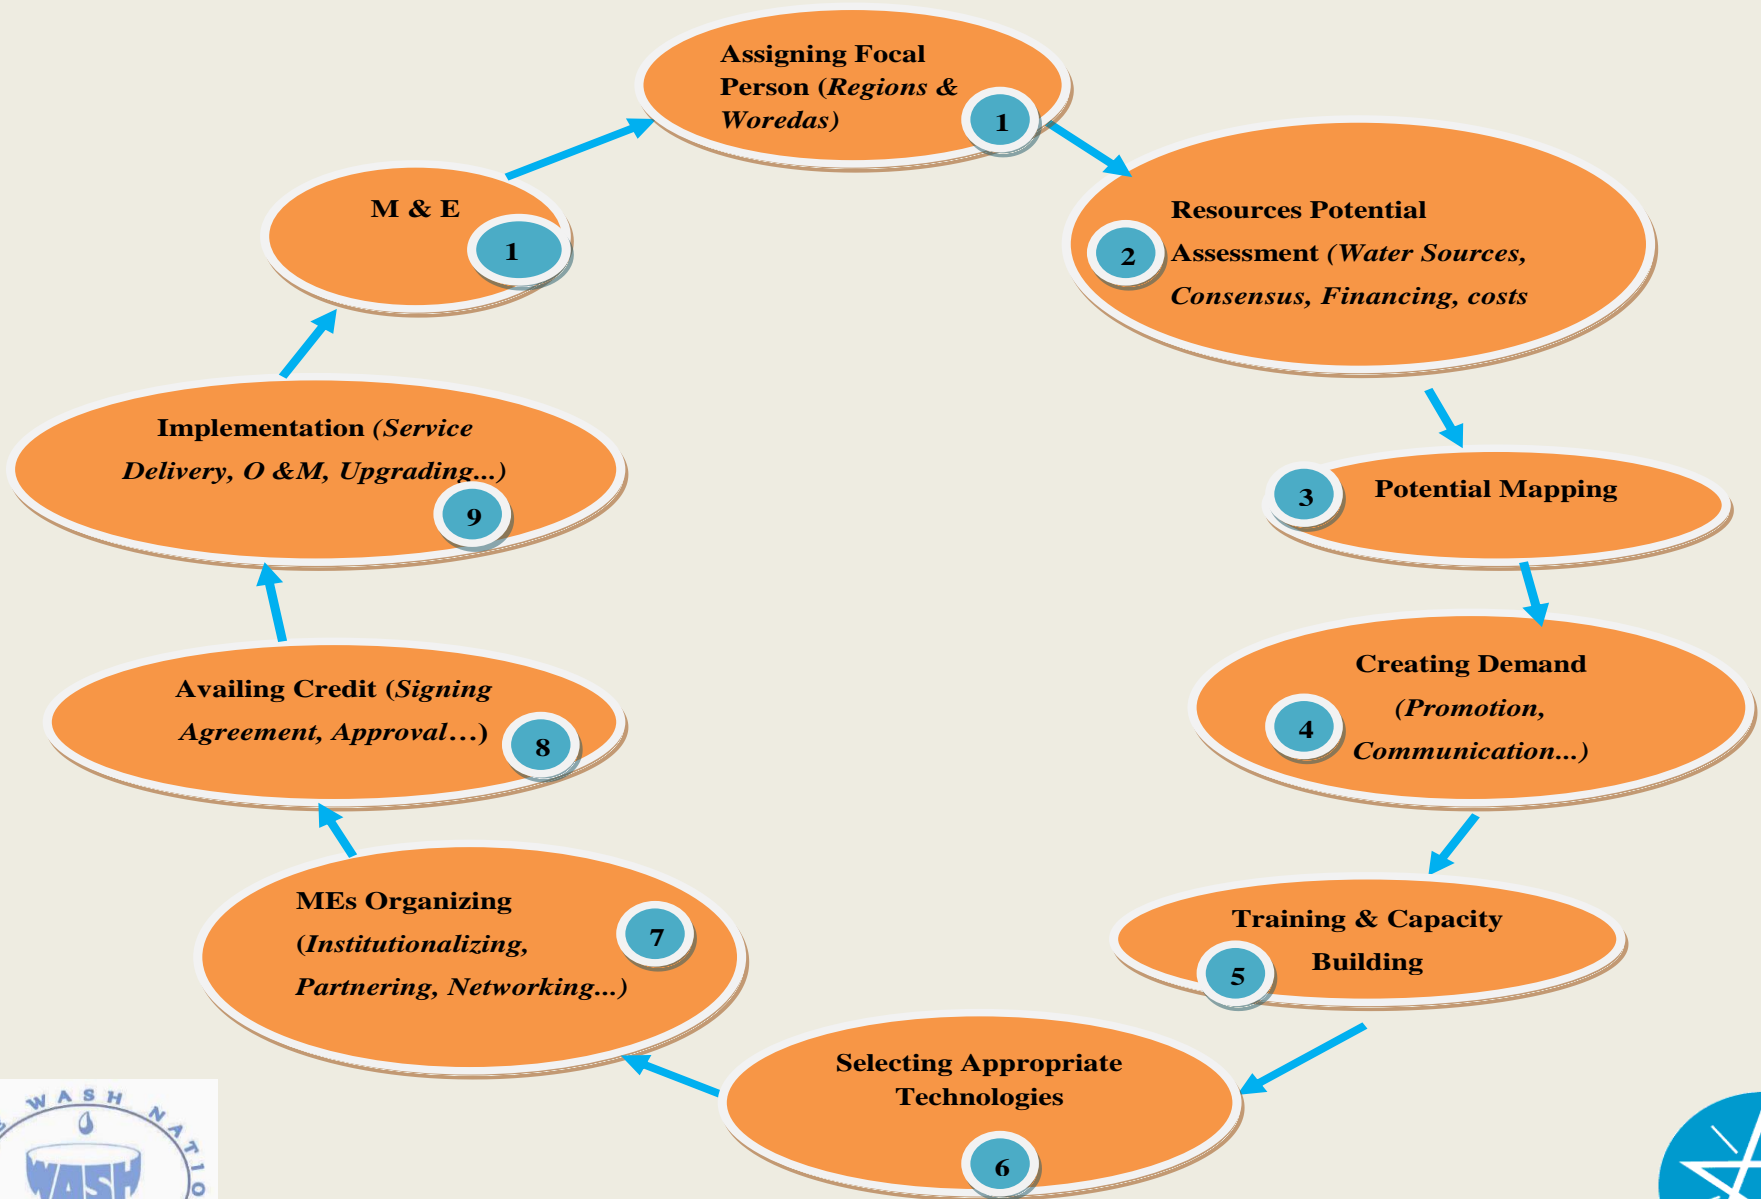 Assigning Focal
Person (Regions &
Woredas)
1
Resources Potential
Assessment (Water Sources,
Consensus, Financing, costs
2
Potential Mapping
3
Creating Demand
(Promotion,
Communication...)
4
Training & Capacity
Building
5
Selecting Appropriate
Technologies
6
MEs Organizing
(Institutionalizing,
Partnering, Networking...)
7
Availing Credit (Signing
Agreement, Approval…)
8
Implementation (Service
Delivery, O &M, Upgrading...)
9
M & E
1
WASH NATIO
WASH